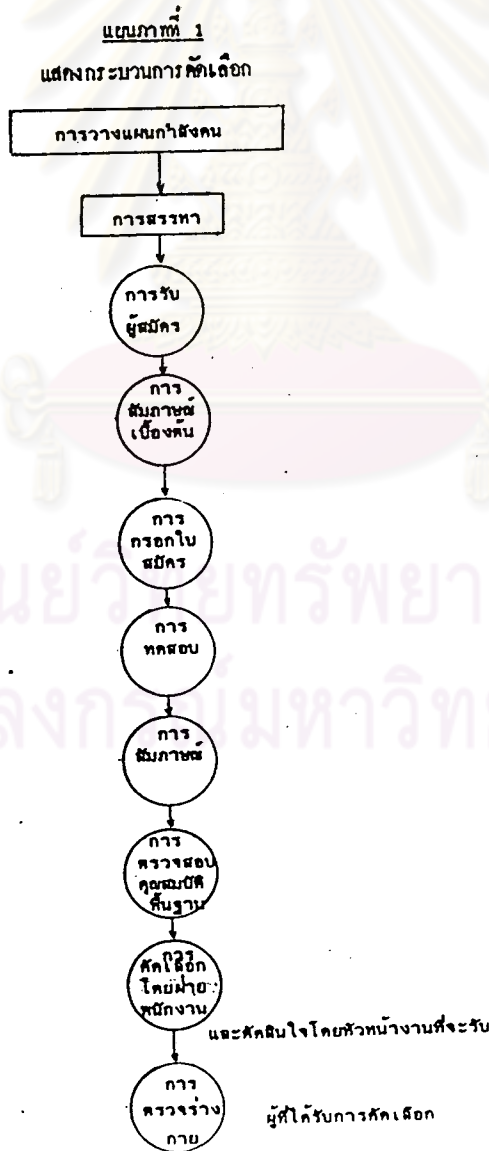 แผนภาพที่ 1
แสดงกระบวนการคัดเลือก
การวางแผนกำลังคน
การสรรหา
การรับ
ผู้สมัคร
การ
สัมภาษณ์
เบื้องต้น
การ
กรอกใบ
สมัคร
การ
ทดสอบ
การ
สัมภาษณ์
การ
ตรวจสอบ
คุณสมบัติ
พื้นฐาน
การ
คัดเลือก
โดยฝ่าย
พนักงาน
และตัดสินใจโดยหัวหน้างานที่จะรับ
การ
ตรวจร่าง
กาย
ผู้ที่ได้รับการคัดเลือก